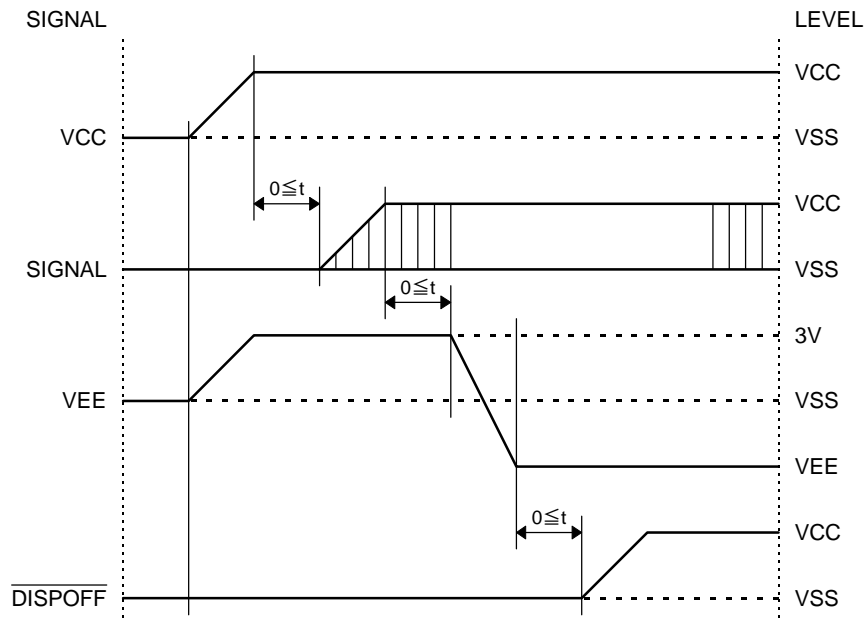 SIGNAL LEVEL
VCC
VCC VSS
0≦t VCC
SIGNAL VSS
0≦t
3V
VEE VSS
VEE
0≦t VCC
DISPOFF VSS